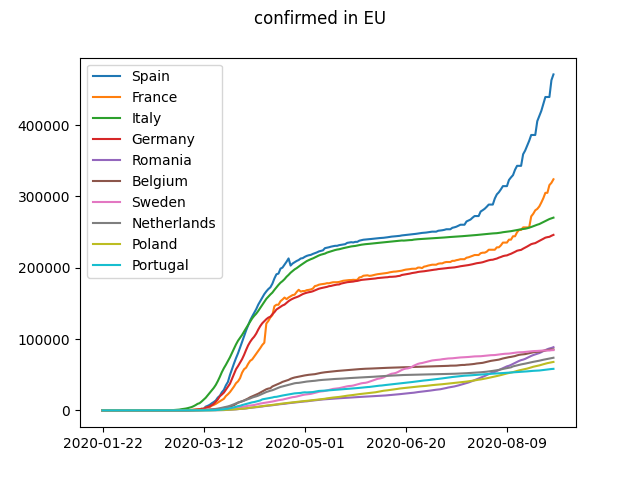 confirmed in EU
Spain
France
Italy
Germany
Romania
Belgium
Sweden
Netherlands
Poland
Portugal
400000
300000
200000
100000
0
2020-01-22 2020-03-12 2020-05-01 2020-06-20 2020-08-09